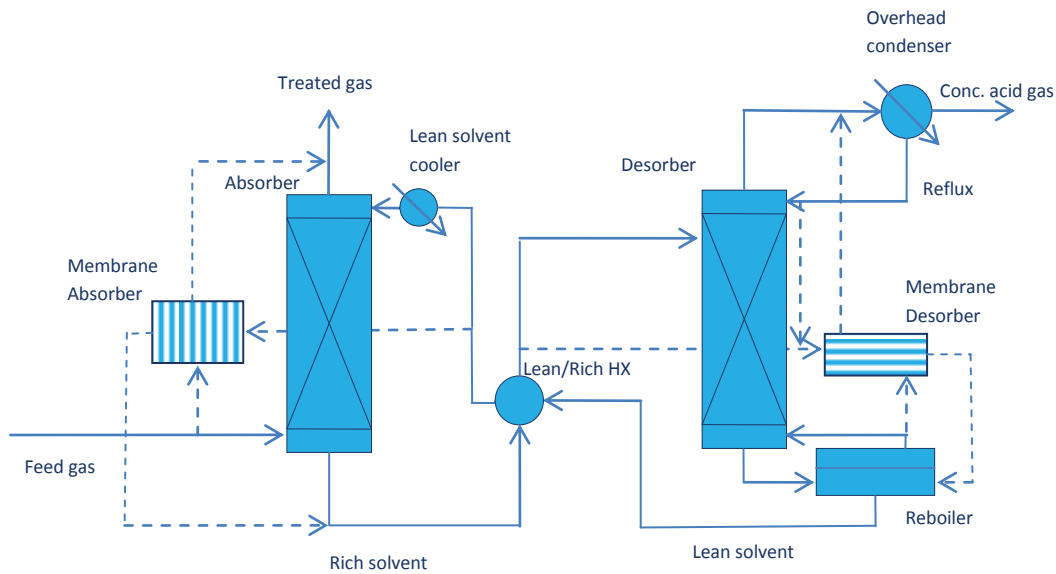 Overhead
condenser
Treated gas
Conc. acid gas
Lean solvent
cooler
Absorber
Desorber
Reflux
Membrane
Absorber
Membrane
Desorber
Lean/Rich HX
Feed gas
Reboiler
Lean solvent
Rich solvent